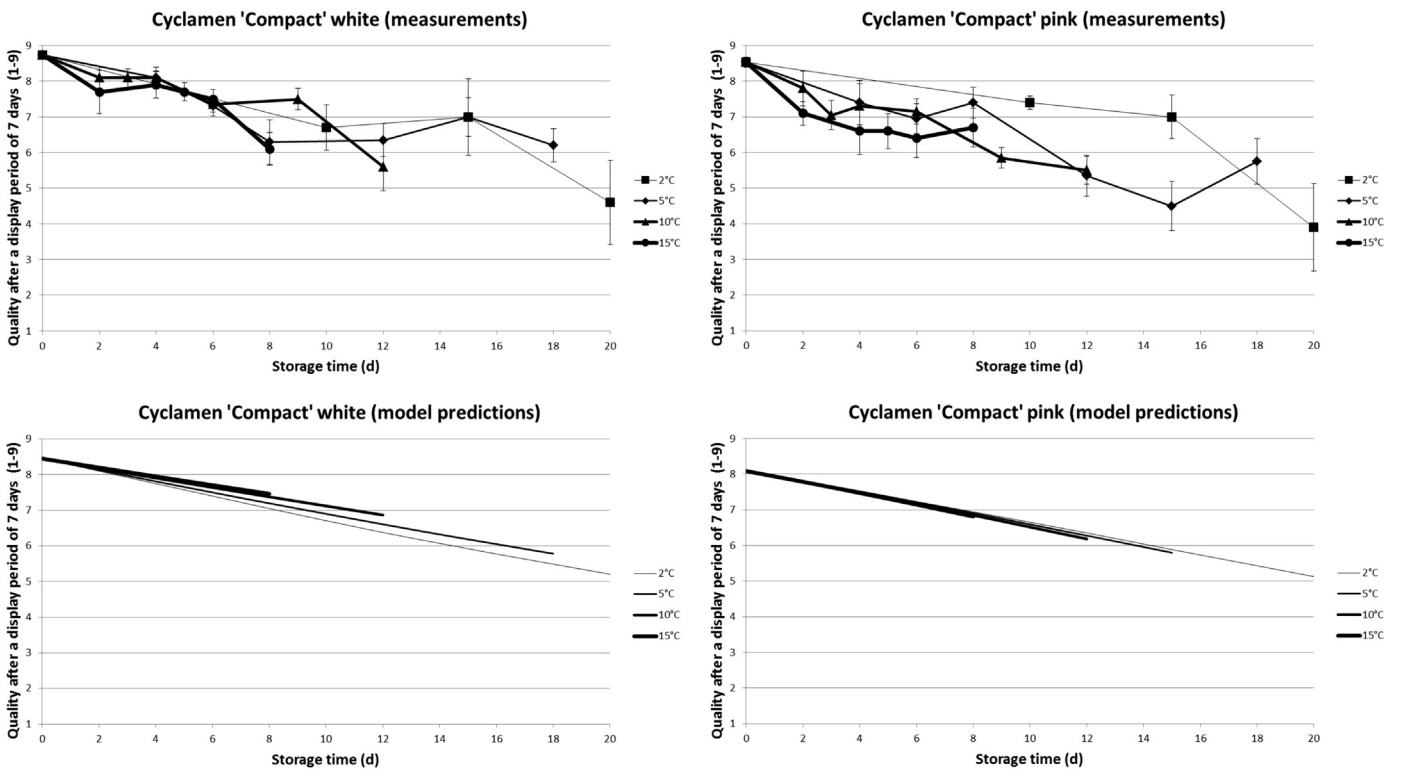 Cyclamen 'Compact' white (measurements)
Quality after a display period of 7 days (1-9)
9
8
7
6
5
4
3
2
1
0 2 4 6 8 10 12 14 16 18 20
Storage time (d)
2°C
5°C
10°C
15°C
Cyclamen 'Compact' pink (measurements)
Quality after a display period of 7 days (1-9)
9
8
7
6
5
4
3
2
1
0 2 4 6 8 10 12 14 16 18 20
Storage time (d)
2°C
5°C
10°C
15°C
Cyclamen 'Compact' white (model predictions)
Quality after a display period of 7 days (1-9)
9
8
7
6
5
4
3
2
1
0 2 4 6 8 10 12 14 16 18 20
Storage time (d)
2°C
5°C
10°C
15°C
Cyclamen 'Compact' pink (model predictions)
Quality after a display period of 7 days (1-9)
9
8
7
6
5
4
3
2
1
0 2 4 6 8 10 12 14 16 18 20
Storage time (d)
2°C
5°C
10°C
15°C